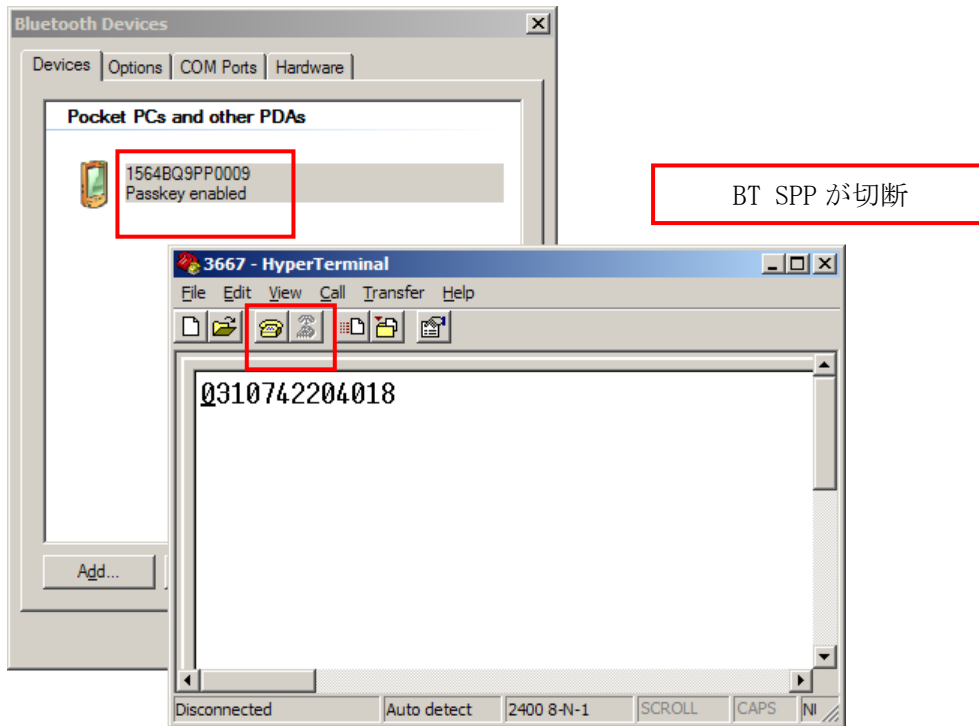 Bluetooth Devices
Devices Options COM Ports Hardware
Pocket PCs and other PDAs
1564BQ9PP0009
Passkey enabled
BT SPP が切断
3667 - HyperTerminal
File Edit View Call Transfer Help
0310742204018
Add...
Disconnected Auto detect 2400 8-N-1 SCROLL CAPS